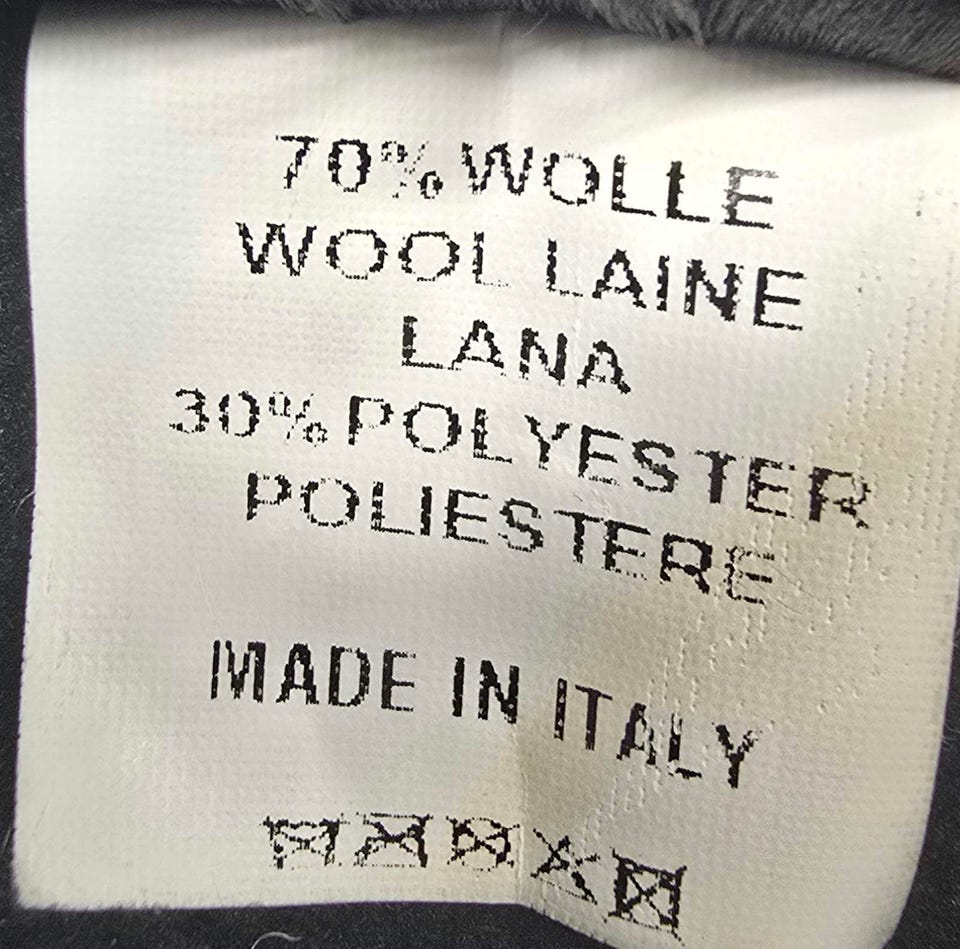 70% WOLLE
WOOL LAINE
LANA
30% POLYESTER
POLIESTERE
MADE IN ITALY